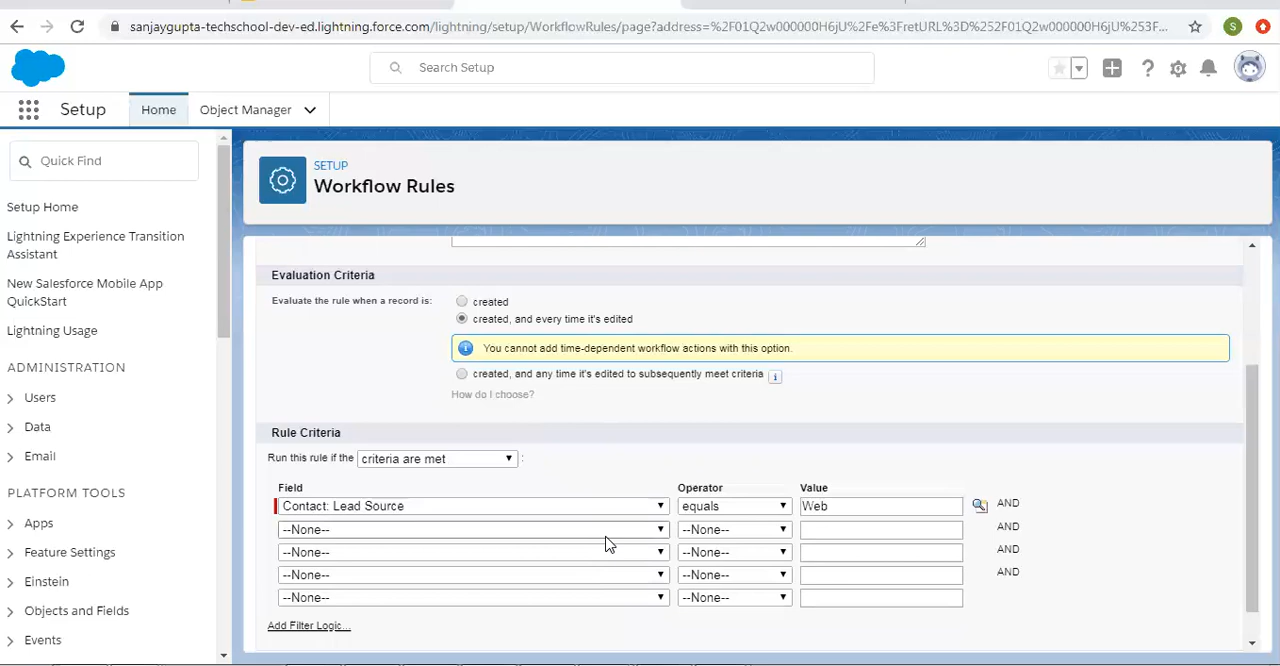 sanjaygupta-techschool-dev-ed.lightning.force.com/lightning/setup/WorkflowRules/page?address=%2F01Q2w000000H6jU%2Fe%3FretURL%3D%252F01Q2w000000H6jU%253F...
S
Search Setup
Setup
Home
Object Manager
Quick Find
Setup Home
Lightning Experience Transition
Assistant
New Salesforce Mobile App
QuickStart
Lightning Usage
ADMINISTRATION
Users
Data
Email
PLATFORM TOOLS
Apps
Feature Settings
Einstein
Objects and Fields
Events
SETUP
Workflow Rules
Evaluation Criteria
Evaluate the rule when a record is:
created
created, and every time it's edited
You cannot add time-dependent workflow actions with this option.
created, and any time it's edited to subsequently meet criteria
How do I choose?
Rule Criteria
Run this rule if the criteria are met :
Field Operator Value
Contact: Lead Source equals Web AND
--None-- --None-- AND
--None-- --None-- AND
--None-- --None-- AND
--None-- --None--
Add Filter Logic...